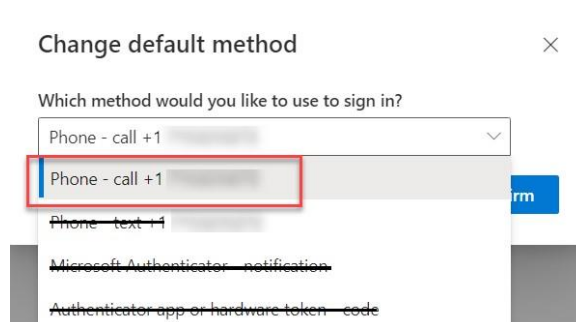 Change default method
Which method would you like to use to sign in?
Phone - call +1
Phone - call +1
irm
Phone - text +1
Microsoft Authenticator - notification
Authenticator app or hardware token - code